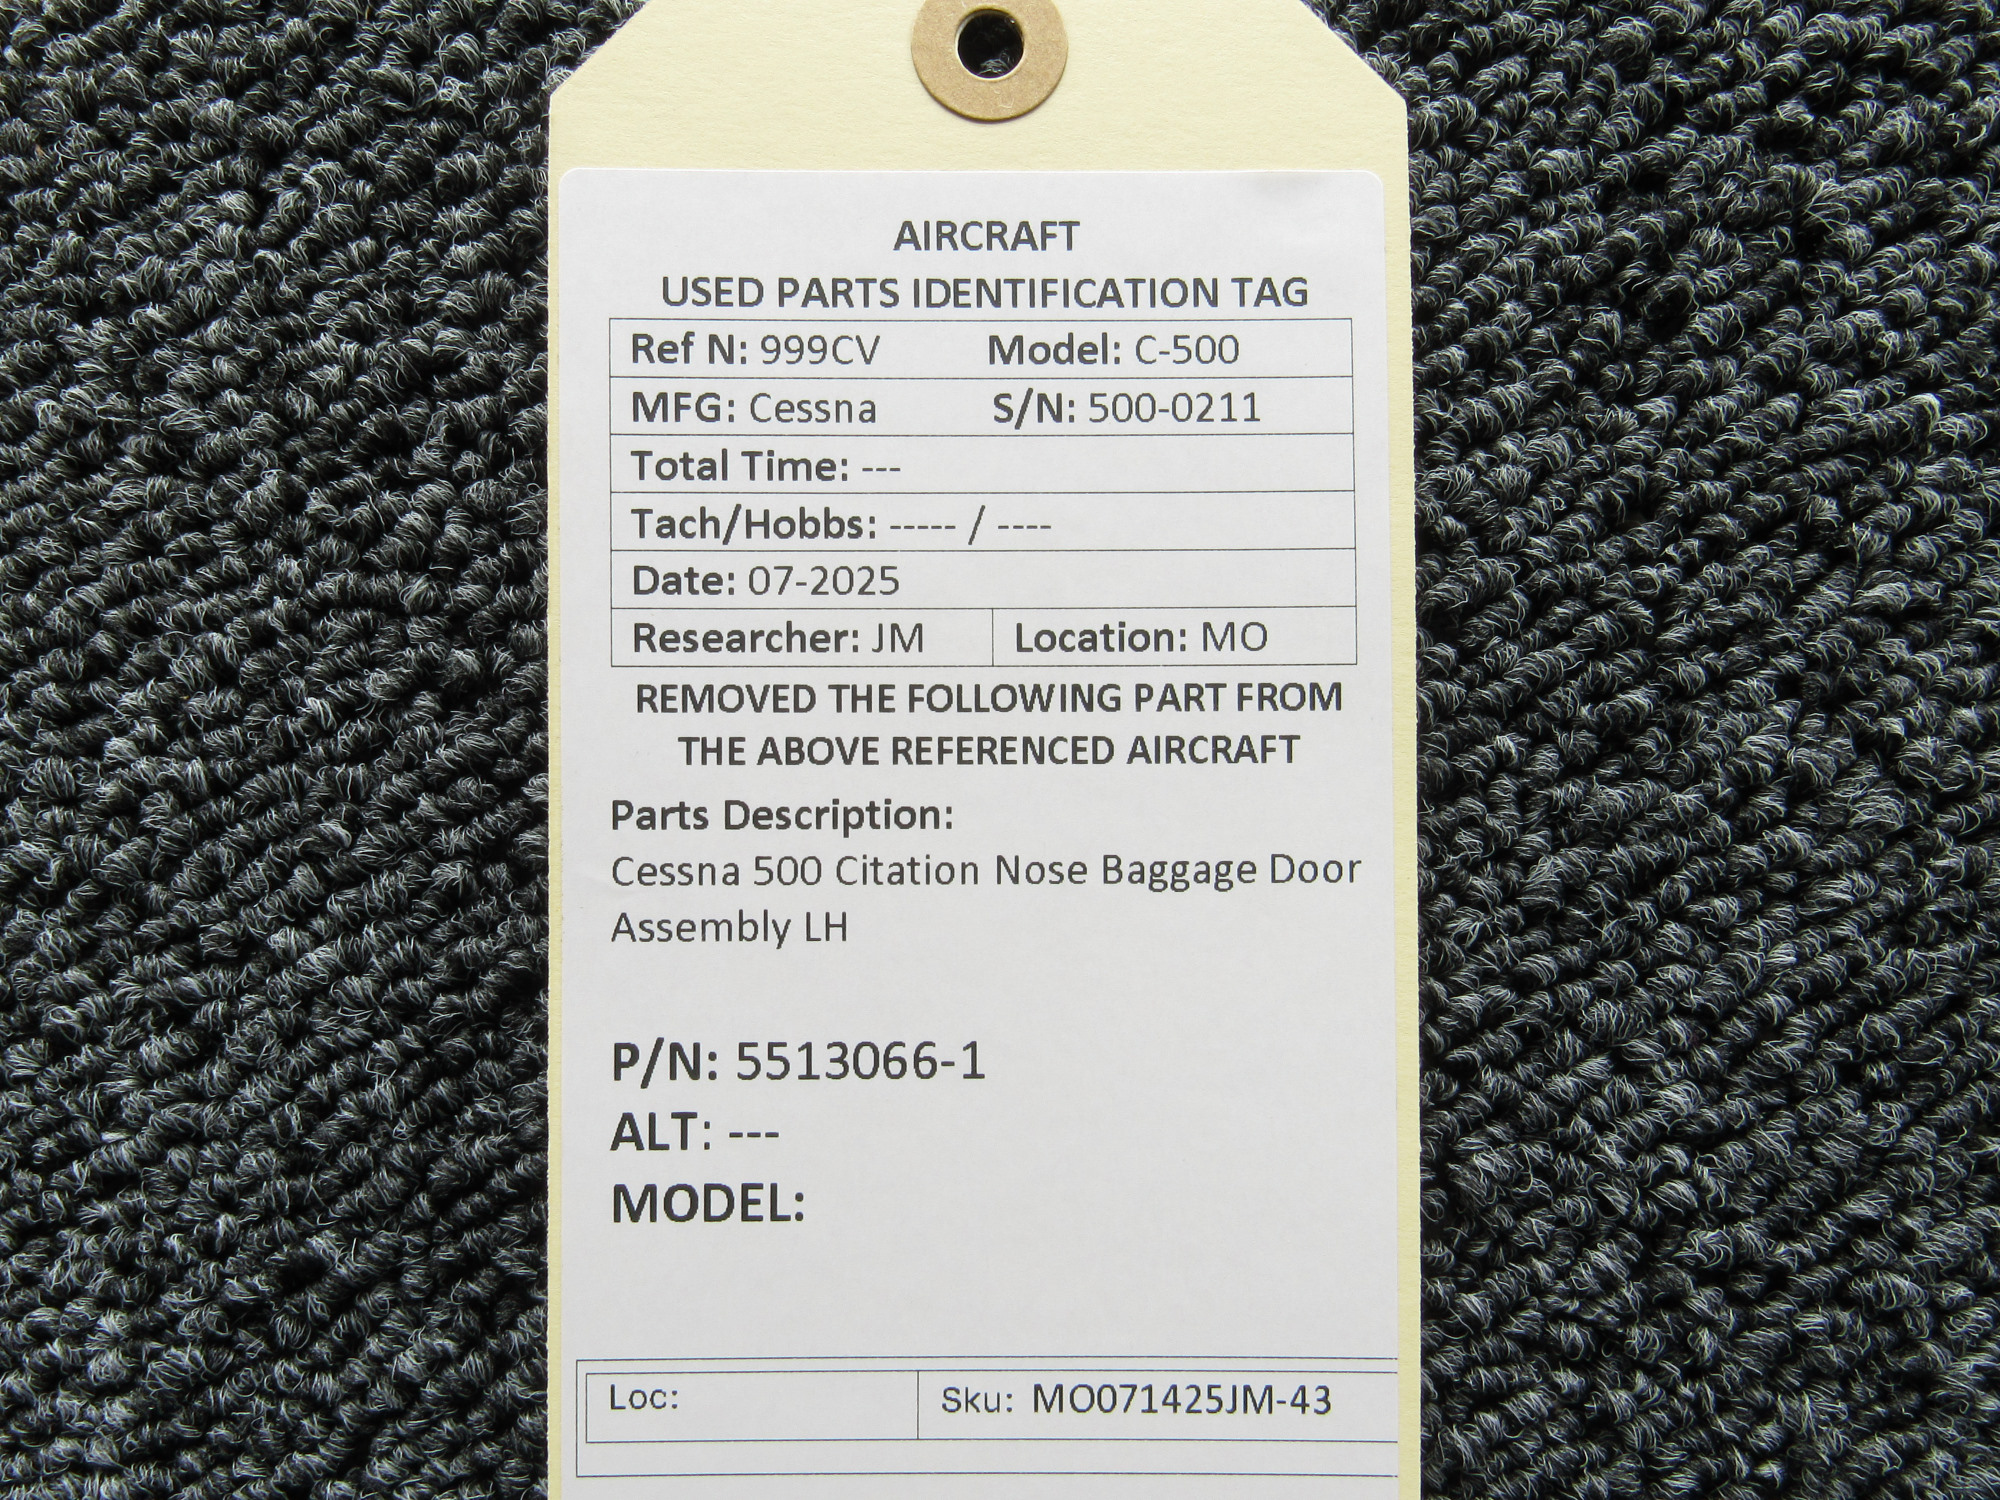 AIRCRAFT
USED PARTS IDENTIFICATION TAG
Ref N: 999CV Model: C-500
MFG: Cessna S/N: 500-0211
Total Time: ---
Tach/Hobbs: ----- / ----
Date: 07-2025
Researcher: JM Location: MO
REMOVED THE FOLLOWING PART FROM
THE ABOVE REFERENCED AIRCRAFT
Parts Description:
Cessna 500 Citation Nose Baggage Door
Assembly LH
P/N: 5513066-1
ALT: ---
MODEL:
Loc: Sku: MO071425JM-43